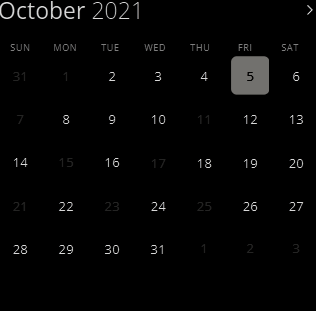 October 2021
SUN MON TUE WED THU FRI SAT
31 1 2 3 4 5 6
7 8 9 10 11 12 13
14 15 16 17 18 19 20
21 22 23 24 25 26 27
28 29 30 31 1 2 3